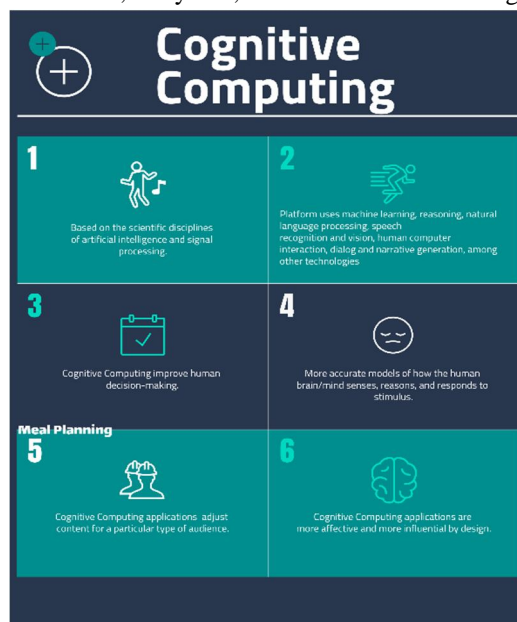 Cognitive
Computing
1
Based on the scientific disciplines
of artificial intelligence and signal
processing.
2
Platform uses machine learning, reasoning, natural
language processing, speech
recognition and vision, human computer
interaction, dialog and narrative generation, among
other technologies
3
Cognitive Computing improve human
decision-making.
4
More accurate models of how the human
brain/mind senses, reasons, and responds to
stimulus.
Meal Planning
5
Cognitive Computing applications adjust
content for a particular type of audience.
6
Cognitive Computing applications are
more affective and more influential by design.